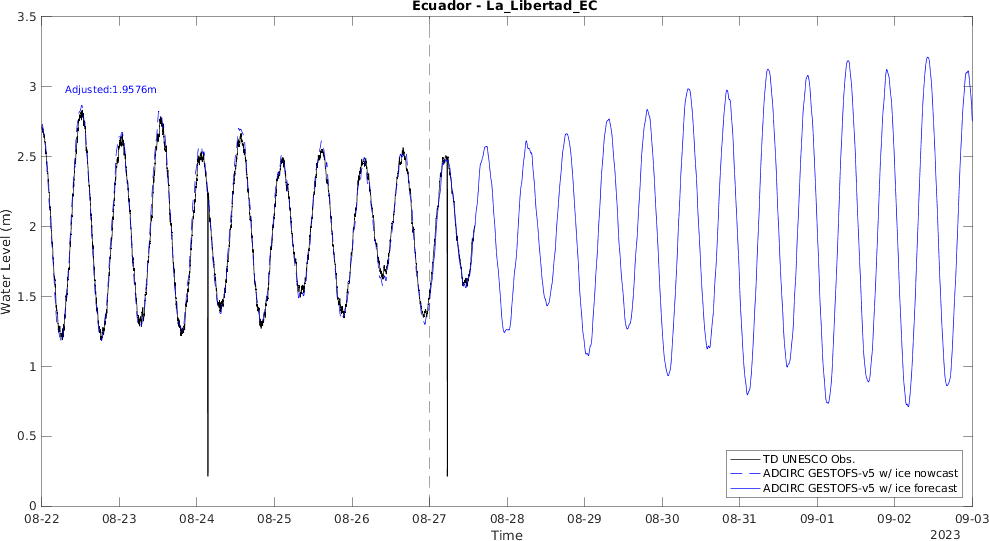 Ecuador - La_Libertad_EC
3.5
3
2.5
2
1.5
1
0.5
0
Water Level (m)
Adjusted:1.9576m
TD UNESCO Obs.
ADCIRC GESTOFS-v5 w/ ice nowcast
ADCIRC GESTOFS-v5 w/ ice forecast
08-22 08-23 08-24 08-25 08-26 08-27 08-28 08-29 08-30 08-31 09-01 09-02 09-03
Time
2023